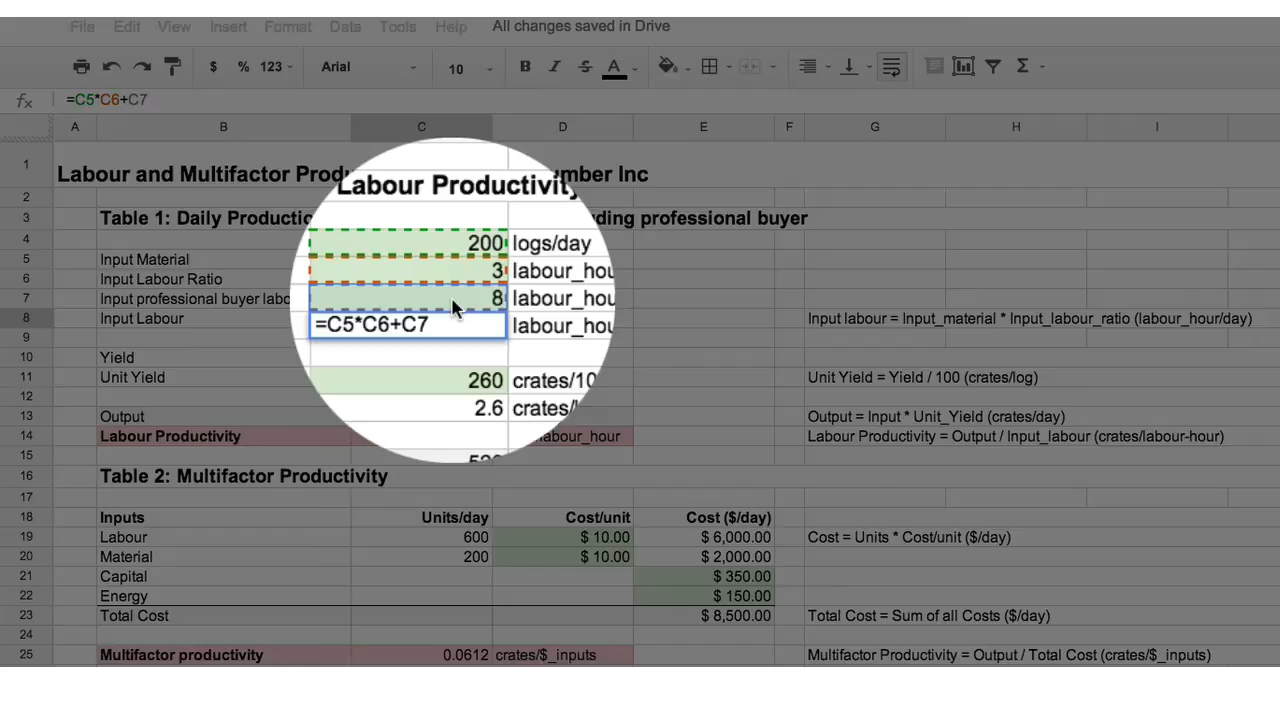 File Edit View Insert Format Data Tools Help All changes saved in Drive
$ % 123 Arial 10 B I S A Σ
fx =C5*C6+C7
A B C D E F G H I
1 Labour and Multifactor mber Inc
Labour Productivity
2
3 Table 1: Daily ding professional buyer
4 200 logs/day
5 Input Material
3
6 Input Labour Ratio
7 Input professional buyer 8
8 Input Labour =C5*C6+C7 Input labour = Input_material * Input_labour_ratio (labour_hour/day)
9
10 Yield
11 Unit Yield 260 Unit Yield = Yield / 100 (crates/log)
12
2.6 crates/
13 Output Output = Input * Unit_Yield (crates/day)
14 Labour Productivity labour_hour Labour Productivity = Output / Input_labour (crates/labour-hour)
15
16 Table 2: Multifactor Productivity
17
18 Inputs Units/day Cost/unit Cost ($/day)
19 Labour 600 $ 10.00 $ 6,000.00 Cost = Units * Cost/unit ($/day)
20 Material 200 $ 10.00 $ 2,000.00
21 Capital $ 350.00
22 Energy $ 150.00
23 Total Cost $ 8,500.00 Total Cost = Sum of all Costs ($/day)
24
25 Multifactor productivity 0.0612 crates/$_inputs Multifactor Productivity = Output / Total Cost (crates/$_inputs)